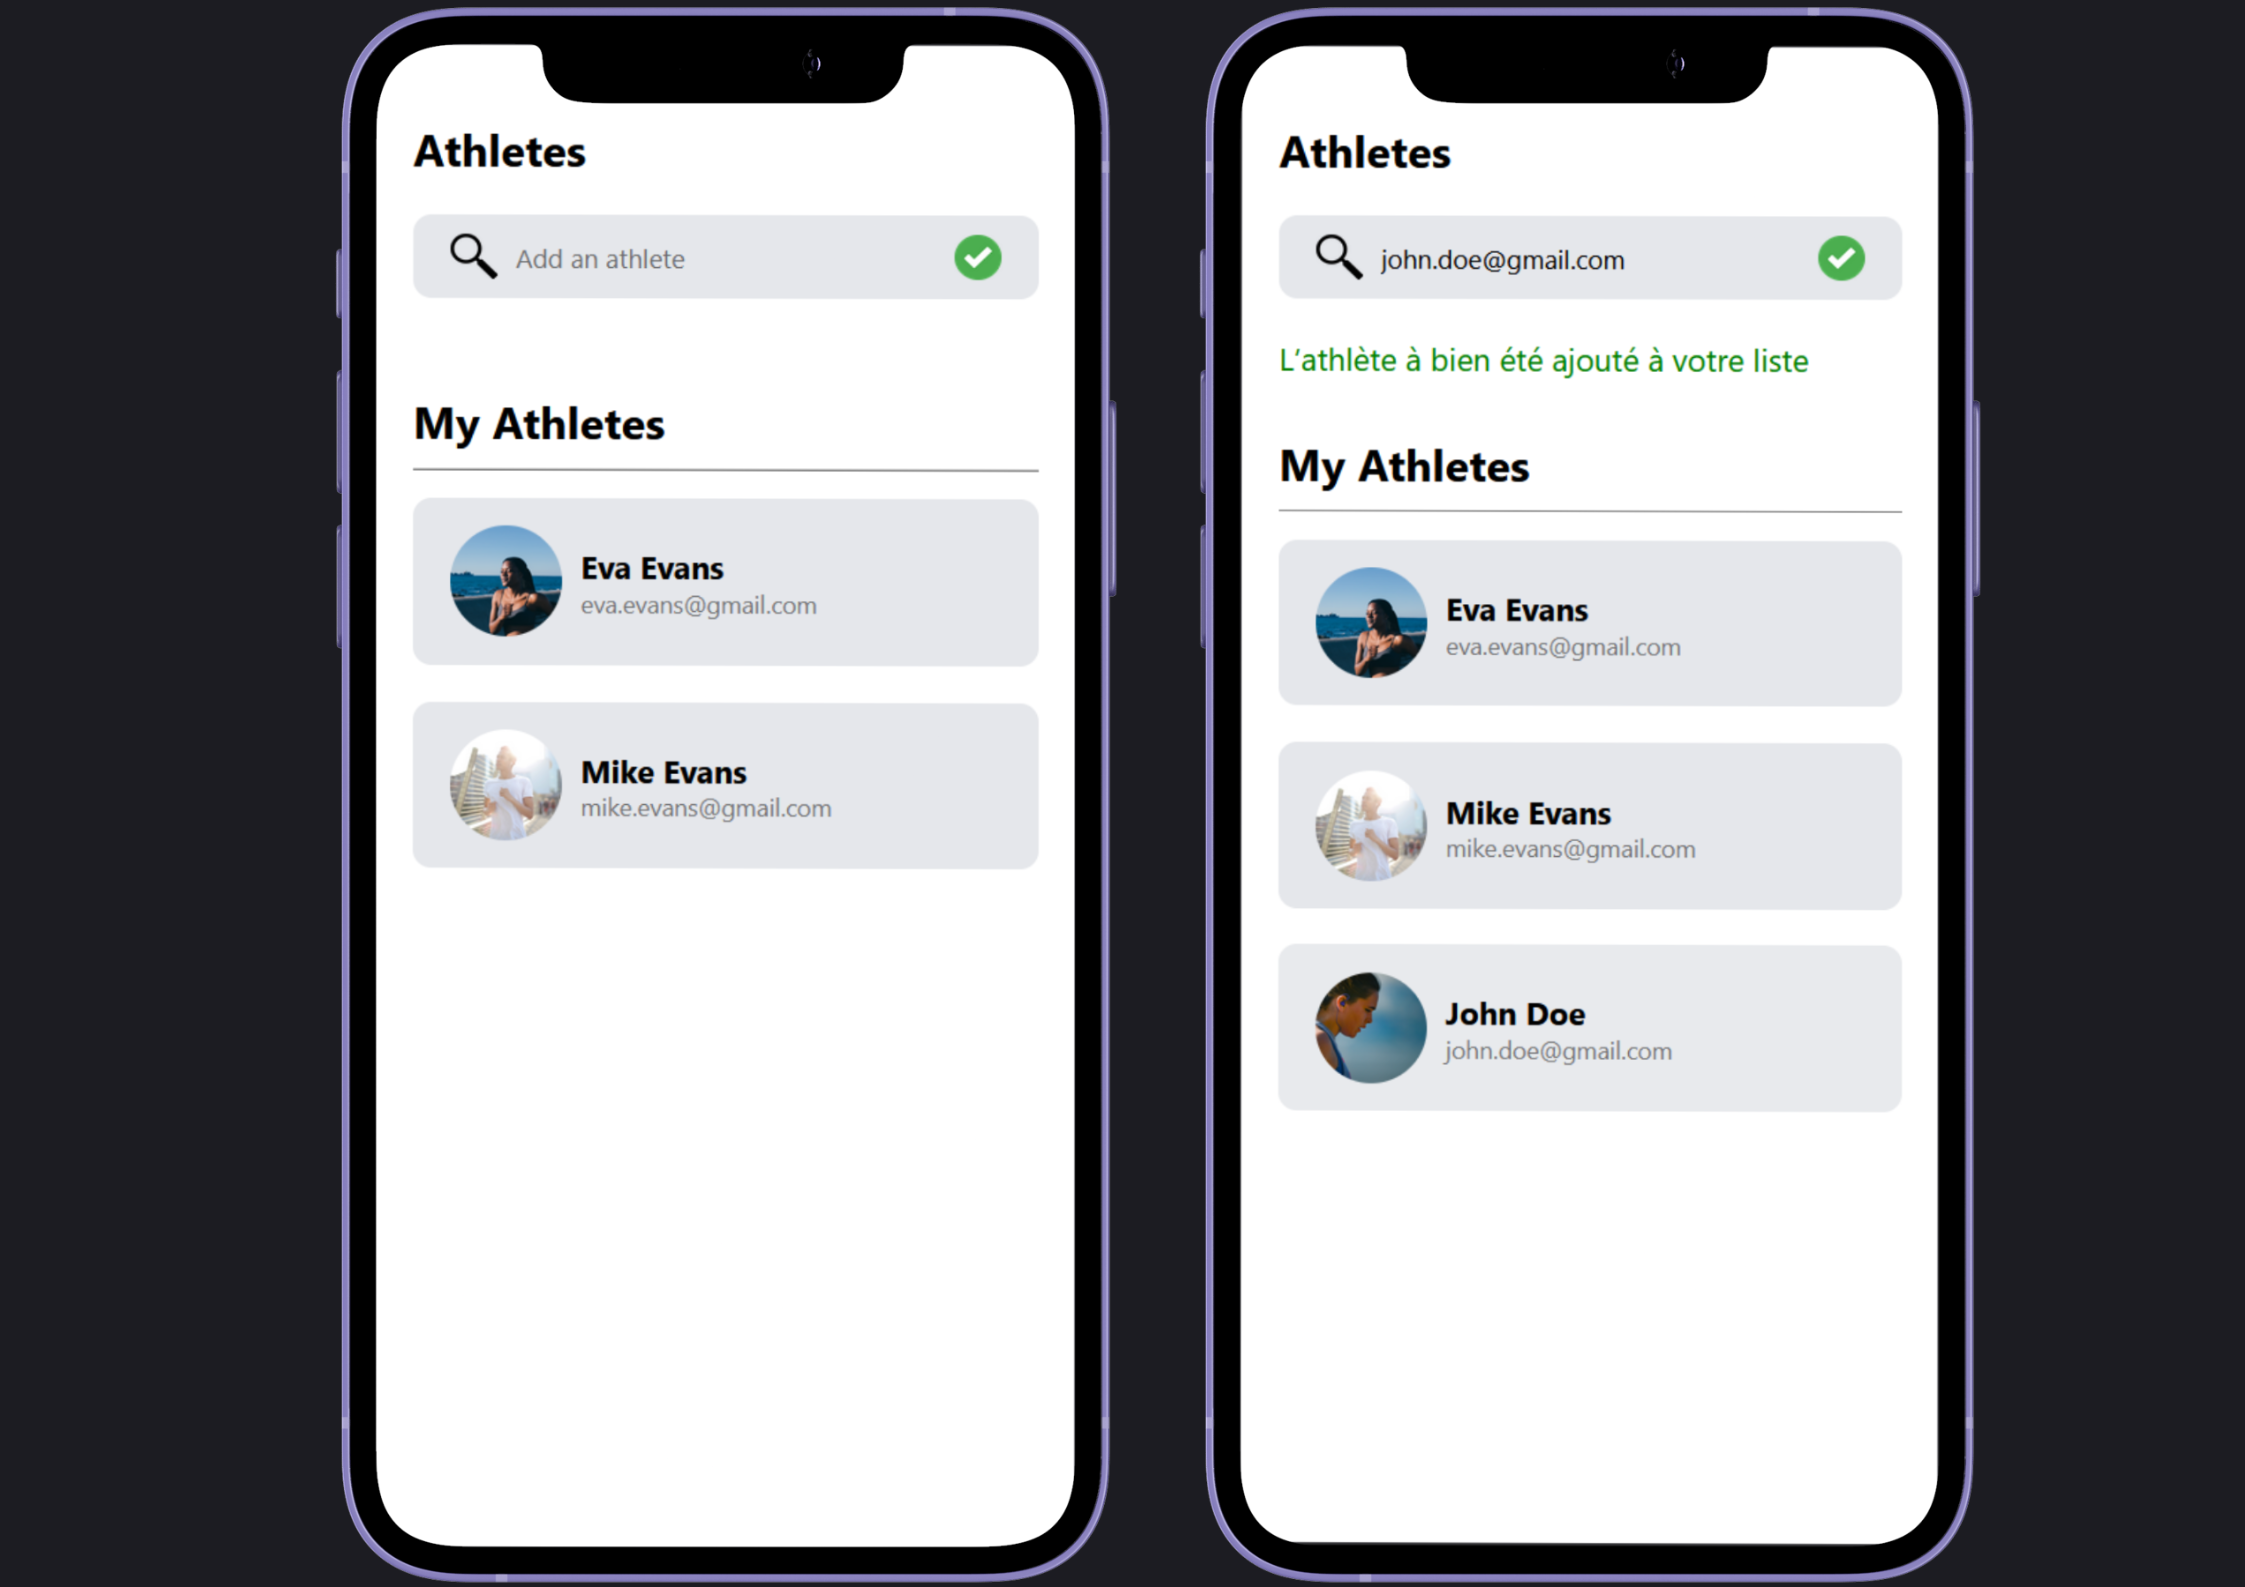 Athletes
Add an athlete
My Athletes
Eva Evans
eva.evans@gmail.com
Mike Evans
mike.evans@gmail.com
Athletes
john.doe@gmail.com
L'athlète à bien été ajouté à votre liste
My Athletes
Eva Evans
eva.evans@gmail.com
Mike Evans
mike.evans@gmail.com
John Doe
john.doe@gmail.com